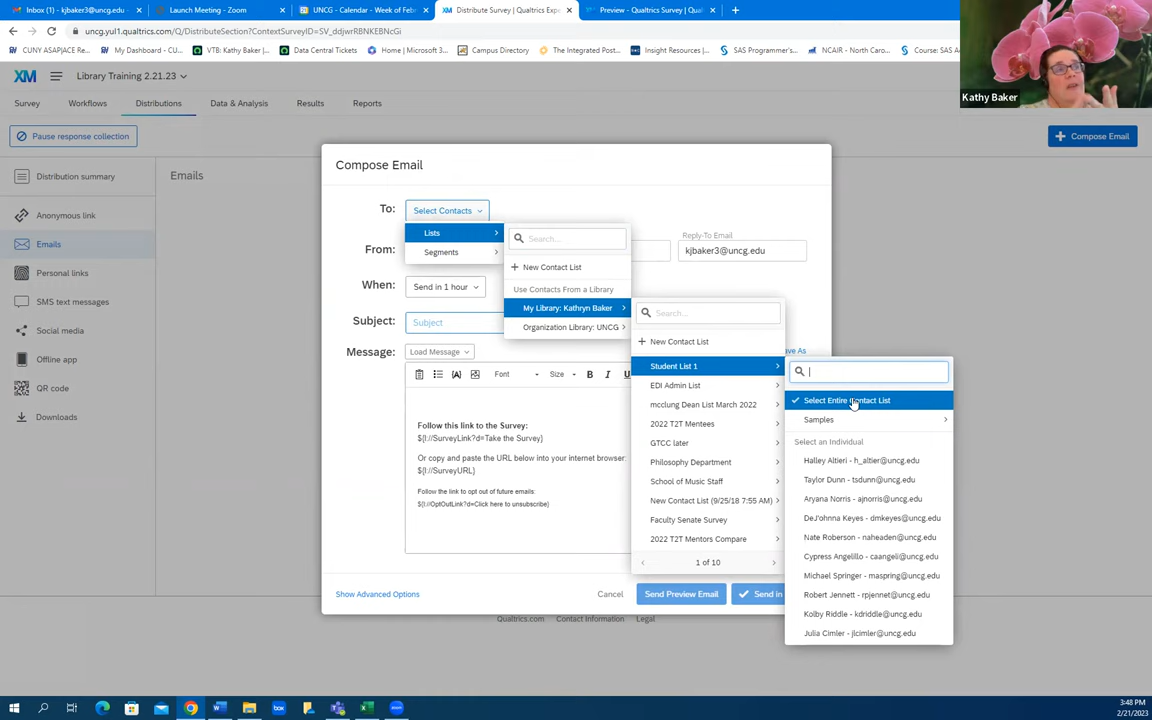 Inbox (1) - kjbaker3@uncg.edu - 
Launch Meeting - Zoom
UNCG - Calendar - Week of Feb
Distribute Survey | Qualtrics Exp
Preview - Qualtrics Survey | Qu
uncg.yul1.qualtrics.com/Q/DistributeSection?ContextSurveyID=SV_ddjwrRBNKEBNcGi
CUNY ASAP|ACE Re...
My Dashboard - CU...
VTB: Kathy Baker |...
Data Central Tickets
Home | Microsoft 3...
Campus Directory
The Integrated Post...
Insight Resources |...
SAS Programmer's...
NCAIR - North Caro...
Course: SAS
Kathy Baker
XM
Library Training 2.21.23
Survey
Workflows
Distributions
Data & Analysis
Results
Reports
Pause response collection
Compose Email
Distribution summary
Emails
Anonymous link
Emails
Personal links
SMS text messages
Social media
Offline app
QR code
Downloads
Compose Email
To:
Select Contacts
Lists
Segments
Search...
New Contact List
Use Contacts From a Library
My Library: Kathryn Baker
Organization Library: UNCG
From:
Reply-To Email
kjbaker3@uncg.edu
When:
Send in 1 hour
Subject:
Subject
Message:
Load Message
ve As
Font
Size
B
I
U
Follow this link to the Survey:
${l://SurveyLink?d=Take the Survey}
Or copy and paste the URL below into your internet browser:
${l://SurveyURL}
Follow the link to opt out of future emails:
${l://OptOutLink?d=Click here to unsubscribe}
Search...
New Contact List
Student List 1
EDI Admin List
mcclung Dean List March 2022
2022 T2T Mentees
GTCC later
Philosophy Department
School of Music Staff
New Contact List (9/25/18 7:55 AM)
Faculty Senate Survey
2022 T2T Mentors Compare
1 of 10
Select Entire Contact List
Samples
Select an Individual
Halley Altieri - h_altier@uncg.edu
Taylor Dunn - tsdunn@uncg.edu
Aryana Norris - ajnorris@uncg.edu
DeJ'ohnna Keyes - dmkeyes@uncg.edu
Nate Roberson - naheaden@uncg.edu
Cypress Angelillo - caangeli@uncg.edu
Michael Springer - maspring@uncg.edu
Robert Jennett - rpjennet@uncg.edu
Kolby Riddle - kdriddle@uncg.edu
Julia Cimler - jlcimler@uncg.edu
Show Advanced Options
Cancel
Send Preview Email
Send in
Qualtrics.com
Contact Information
Legal
box
3:48 PM
2/21/2023